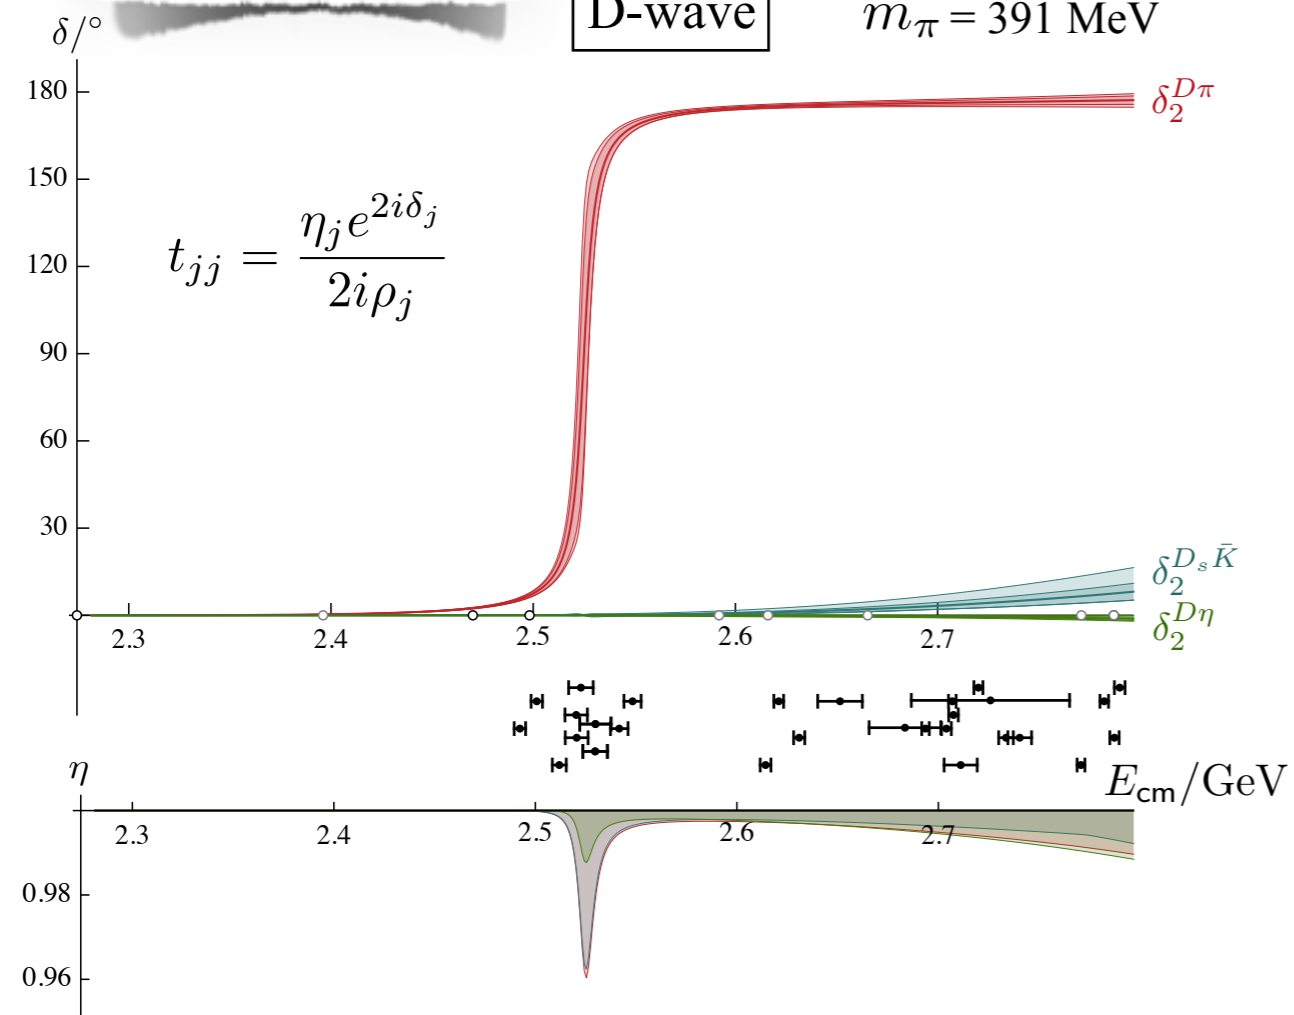 D-wave
m_π = 391 MeV
δ/°
180
δ_2^{Dπ}
150
t_{jj} = \frac{η_j e^{2iδ_j}}{2iρ_j}
120
90
60
30
δ_2^{D_s \bar{K}}
2.3 2.4 2.5 2.6 2.7
δ_2^{Dη}
η
E_cm/GeV
2.3 2.4 2.5 2.6 2.7
0.98
0.96